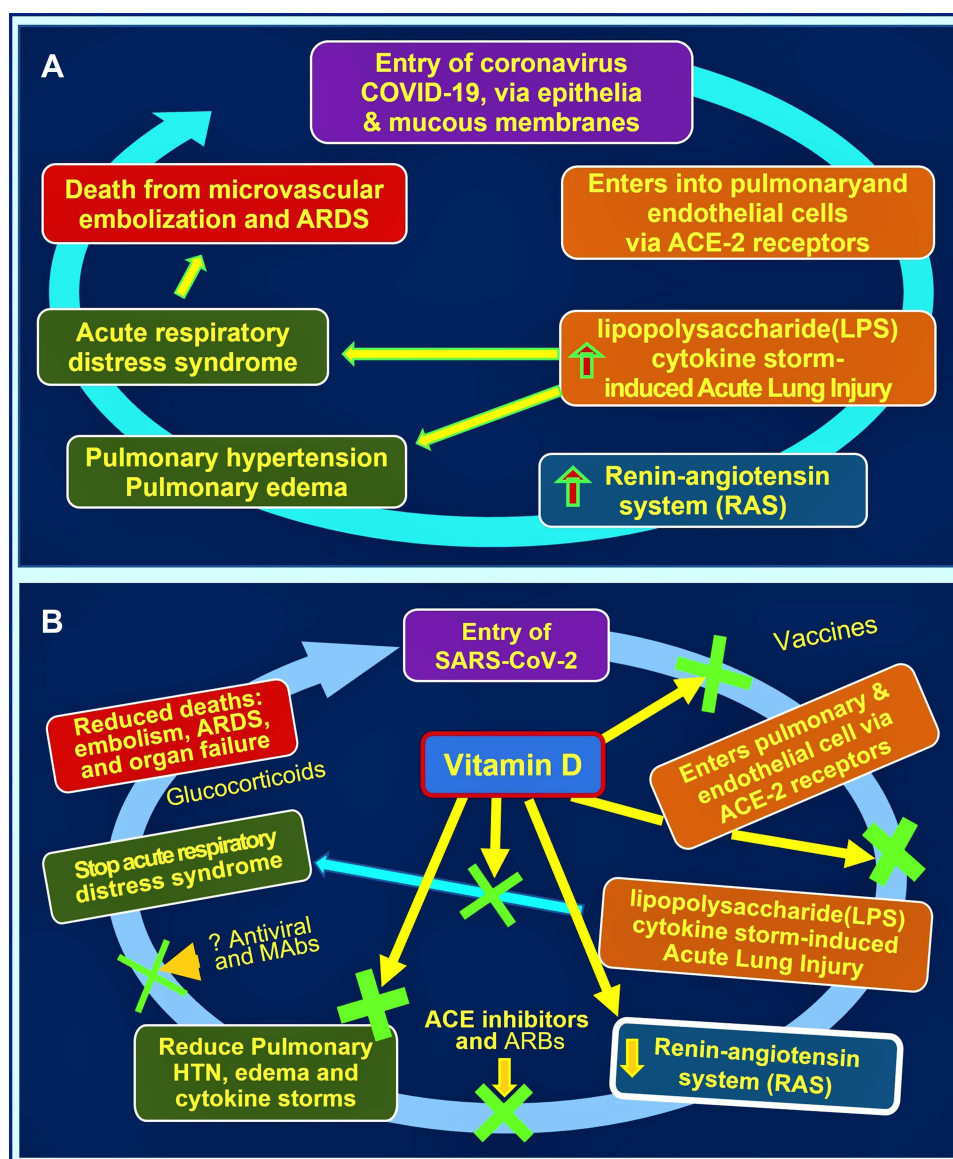 A
Entry of coronavirus
COVID-19, via epithelia
& mucous membranes
Death from microvascular
embolization and ARDS
Enters into pulmonaryand
endothelial cells
via ACE-2 receptors
Acute respiratory
distress syndrome
lipopolysaccharide(LPS)
cytokine storm-
induced Acute Lung Injury
Pulmonary hypertension
Pulmonary edema
Renin-angiotensin
system (RAS)
B
Entry of
SARS-CoV-2
Vaccines
Reduced deaths:
embolism, ARDS,
and organ failure
Glucocorticoids
Vitamin D
Enters pulmonary &
endothelial cell via
ACE-2 receptors
Stop acute respiratory
distress syndrome
lipopolysaccharide(LPS)
cytokine storm-induced
Acute Lung Injury
? Antiviral
and MAbs
ACE inhibitors
and ARBs
Reduce Pulmonary
HTN, edema and
cytokine storms
Renin-angiotensin
system (RAS)